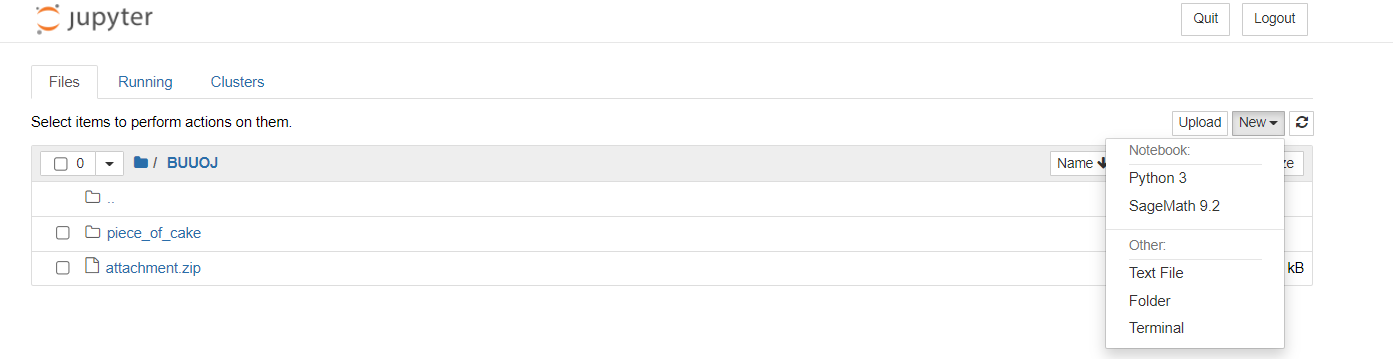 jupyter
Quit Logout
Files Running Clusters
Select items to perform actions on them.
Upload New
0 / BUUOJ Name
Notebook:
Python 3
SageMath 9.2
Other:
Text File
Folder
Terminal
..
piece_of_cake
attachment.zip kB